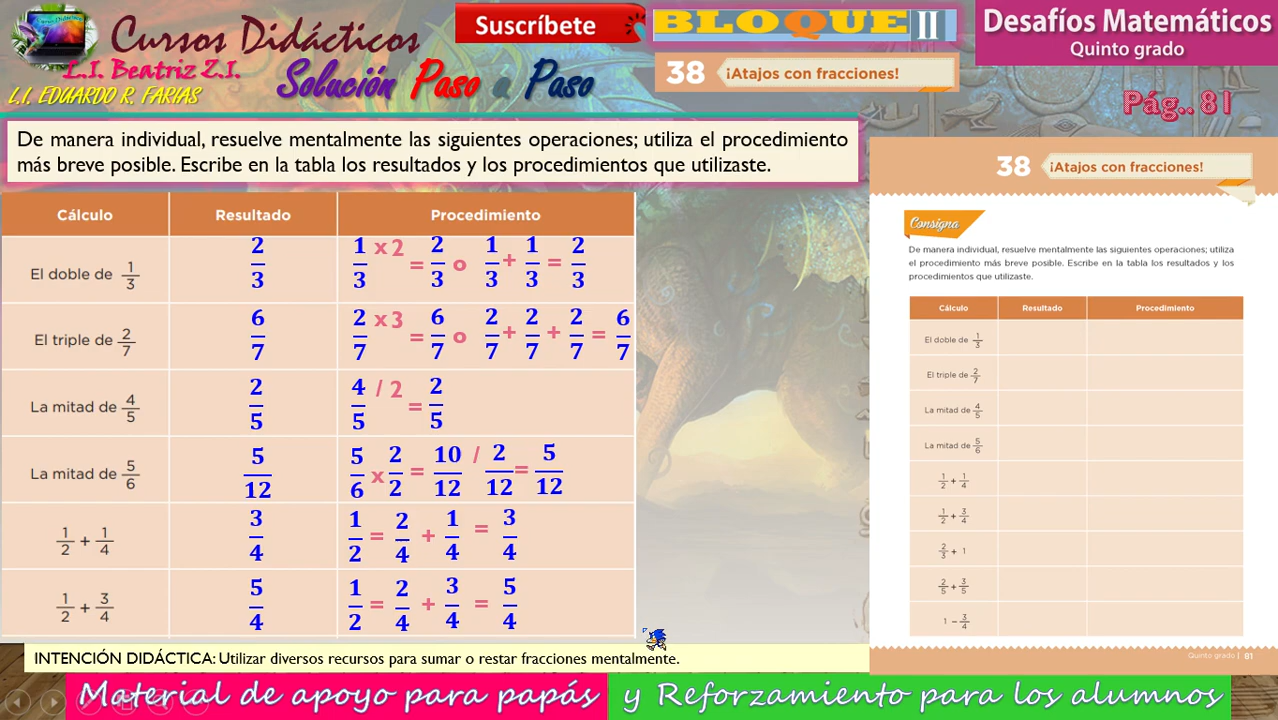 Cursos Didácticos
L.I. Beatriz Z.I.
L.I. EDUARDO R. FARIAS
Solución Paso a Paso
Suscríbete
BLOQUE II
38 ¡Atajos con fracciones!
Desafíos Matemáticos
Quinto grado
Pág.. 81
De manera individual, resuelve mentalmente las siguientes operaciones; utiliza el procedimiento
más breve posible. Escribe en la tabla los resultados y los procedimientos que utilizaste.
Cálculo Resultado Procedimiento
El doble de 1/3 2/3 1/3 x 2 = 2/3 o 1/3 + 1/3 = 2/3
El triple de 2/7 6/7 2/7 x 3 = 6/7 o 2/7 + 2/7 + 2/7 = 6/7
La mitad de 4/5 2/5 4/5 / 2 = 2/5
La mitad de 5/6 5/12 5/6 x 2/2 = 10/12 / 2/12 = 5/12
1/2 + 1/4 3/4 1/2 = 2/4 + 1/4 = 3/4
1/2 + 3/4 5/4 1/2 = 2/4 + 3/4 = 5/4
INTENCIÓN DIDÁCTICA: Utilizar diversos recursos para sumar o restar fracciones mentalmente.
38 ¡Atajos con fracciones!
Consigna
De manera individual, resuelve mentalmente las siguientes operaciones; utiliza
el procedimiento más breve posible. Escribe en la tabla los resultados y los
procedimientos que utilizaste.
Cálculo Resultado Procedimiento
El doble de 1/3
El triple de 2/7
La mitad de 4/5
La mitad de 5/6
1/2 + 1/4
1/2 + 3/4
2/3 + 1
2/5 + 3/5
1 - 3/4
Quinto grado | 81
Material de apoyo para papás y Reforzamiento para los alumnos